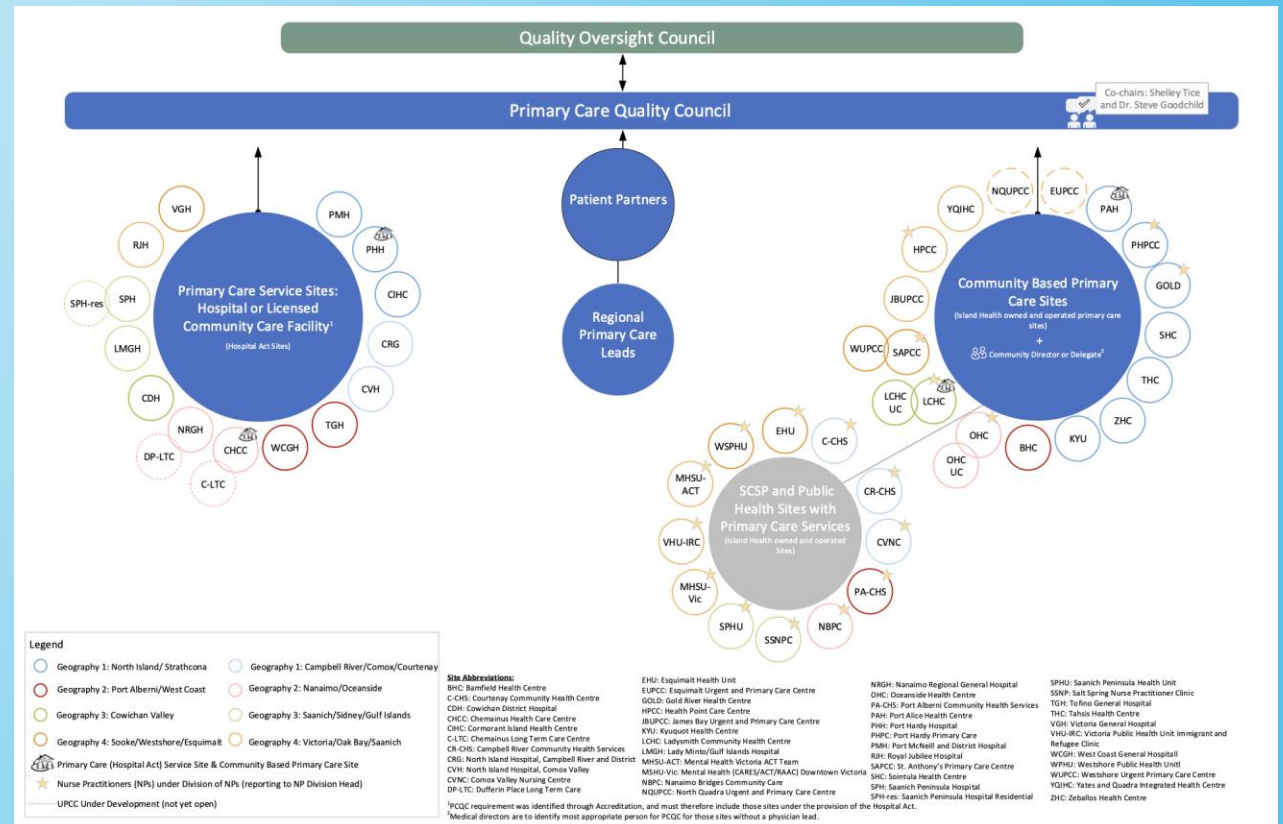 Quality Oversight Council
Primary Care Quality Council
Co-chairs: Shelley Tice
and Dr. Steve Goodchild
Patient Partners
Regional
Primary Care
Leads
Primary Care Service Sites:
Hospital or Licensed
Community Care Facility¹
(Hospital Act Sites)
VGH
PMH
RJH
PHH
SPH-res
SPH
CIHC
LMGH
CRG
CDH
CVH
NRGH
TGH
DP-LTC
CHCC
WCGH
C-LTC
Community Based Primary
Care Sites
(Island Health owned and operated primary care
sites)
+
Community Director or Delegate²
NQUPCC
EUPCC
YQIHC
PAH
HPCC
PHPCC
JBUPCC
GOLD
WUPCC
SAPCC
SHC
LCHC
UC
LCHC
THC
OHC
OHC
UC
BHC
KYU
ZHC
SCSP and Public
Health Sites with
Primary Care Services
(Island Health owned and operated
Sites)
EHU
C-CHS
WSPHU
MHSU-
ACT
CR-CHS
VHU-IRC
CVNC
MHSU-
Vic
PA-CHS
SPHU
SSNPC
NBPC
Legend
Geography 1: North Island/ Strathcona
Geography 1: Campbell River/Comox/Courtenay
Geography 2: Port Alberni/West Coast
Geography 2: Nanaimo/Oceanside
Geography 3: Cowichan Valley
Geography 3: Saanich/Sidney/Gulf Islands
Geography 4: Sooke/Westshore/Esquimalt
Geography 4: Victoria/Oak Bay/Saanich
Primary Care (Hospital Act) Service Site & Community Based Primary Care Site
Nurse Practitioners (NPs) under Division of NPs (reporting to NP Division Head)
UPCC Under Development (not yet open)
Site Abbreviations:
BHC: Bamfield Health Centre
C-CHS: Courtenay Community Health Centre
CDH: Cowichan District Hospital
CHCC: Chemainus Health Care Centre
CIHC: Cormorant Island Health Centre
C-LTC: Chemainus Long Term Care Centre
CR-CHS: Campbell River Community Health Services
CRG: North Island Hospital, Campbell River and District
CVH: North Island Hospital, Comox Valley
CVNC: Comox Valley Nursing Centre
DP-LTC: Dufferin Place Long Term Care
EHU: Esquimalt Health Unit
EUPCC: Esquimalt Urgent and Primary Care Centre
GOLD: Gold River Health Centre
HPCC: Health Point Care Centre
JBUPCC: James Bay Urgent and Primary Care Centre
KYU: Kyuquot Health Centre
LCHC: Ladysmith Community Health Centre
LMGH: Lady Minto/Gulf Islands Hospital
MHSU-ACT: Mental Health Victoria ACT Team
MSHU-Vic: Mental Health (CARES/ACT/RAAC) Downtown Victoria
NBPC: Nanaimo Bridges Community Care
NQUPCC: North Quadra Urgent and Primary Care Centre
NRGH: Nanaimo Regional General Hospital
OHC: Oceanside Health Centre
PA-CHS: Port Alberni Community Health Services
PAH: Port Alice Health Centre
PHH: Port Hardy Hospital
PHPC: Port Hardy Primary Care
PMH: Port McNeill and District Hospital
RJH: Royal Jubilee Hospital
SAPCC: St. Anthony's Primary Care Centre
SHC: Sointula Health Centre
SPH: Saanich Peninsula Hospital
SPH-res: Saanich Peninsula Hospital Residential
SPHU: Saanich Peninsula Health Unit
SSNP: Salt Spring Nurse Practitioner Clinic
TGH: Tofino General Hospital
THC: Tahsis Health Centre
VGH: Victoria General Hospital
VHU-IRC: Victoria Public Health Unit Immigrant and
Refugee Clinic
WCGH: West Coast General Hospitall
WPHU: Westshore Public Health Unitl
WUPCC: Westshore Urgent Primary Care Centre
YQIHC: Yates and Quadra Integrated Health Centre
ZHC: Zeballos Health Centre
¹PCQC requirement was identified through Accreditation, and must therefore include those sites under the provision of the Hospital Act.
²Medical directors are to identify most appropriate person for PCQC for those sites without a physician lead.